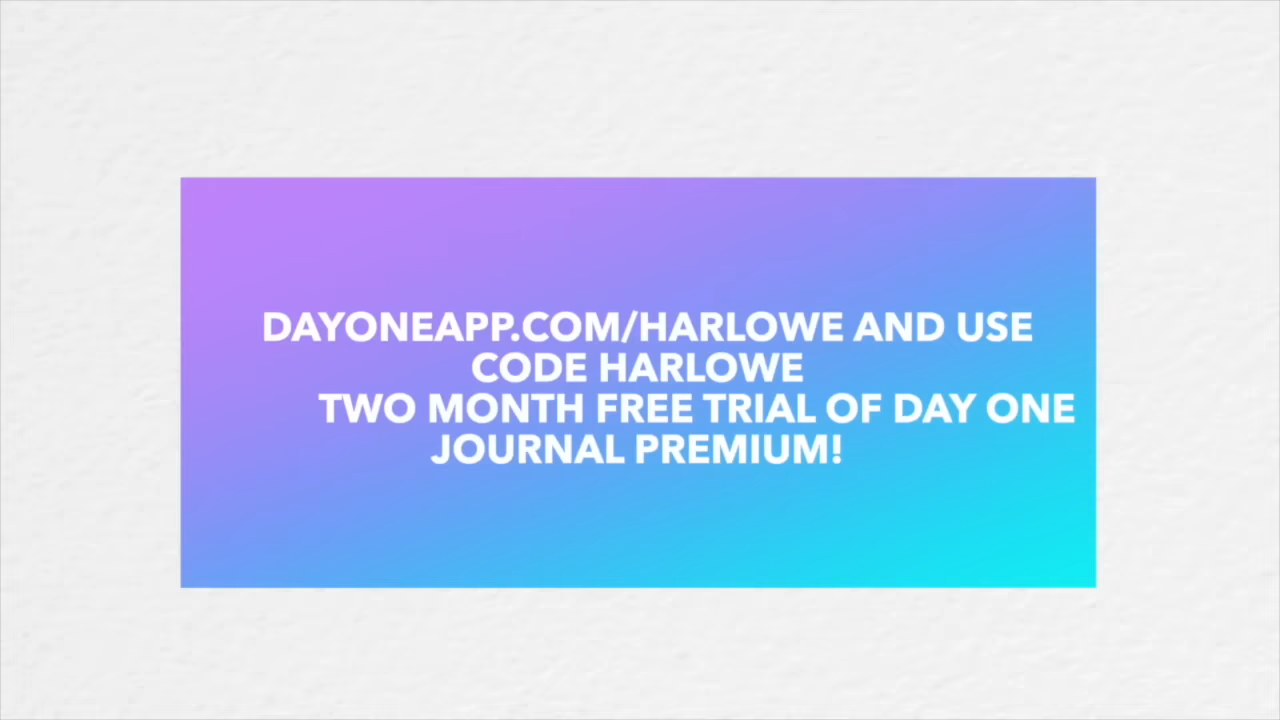 DAYONEAPP.COM/HARLOWE AND USE
CODE HARLOWE
TWO MONTH FREE TRIAL OF DAY ONE
JOURNAL PREMIUM!